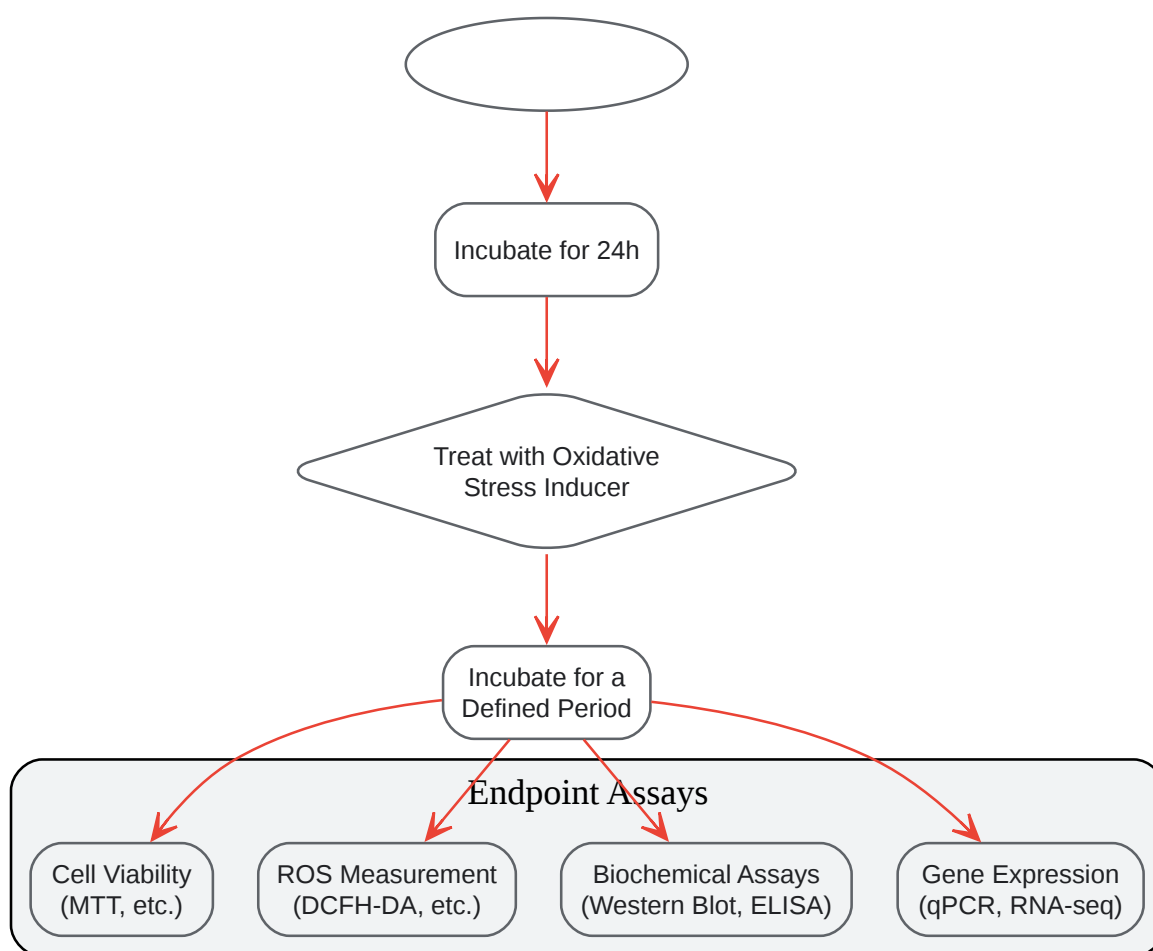 Incubate for 24h
Treat with Oxidative
Stress Inducer
Incubate for a
Defined Period
Endpoint Assays
Cell Viability
(MTT, etc.)
ROS Measurement
(DCFH-DA, etc.)
Biochemical Assays
(Western Blot, ELISA)
Gene Expression
(qPCR, RNA-seq)